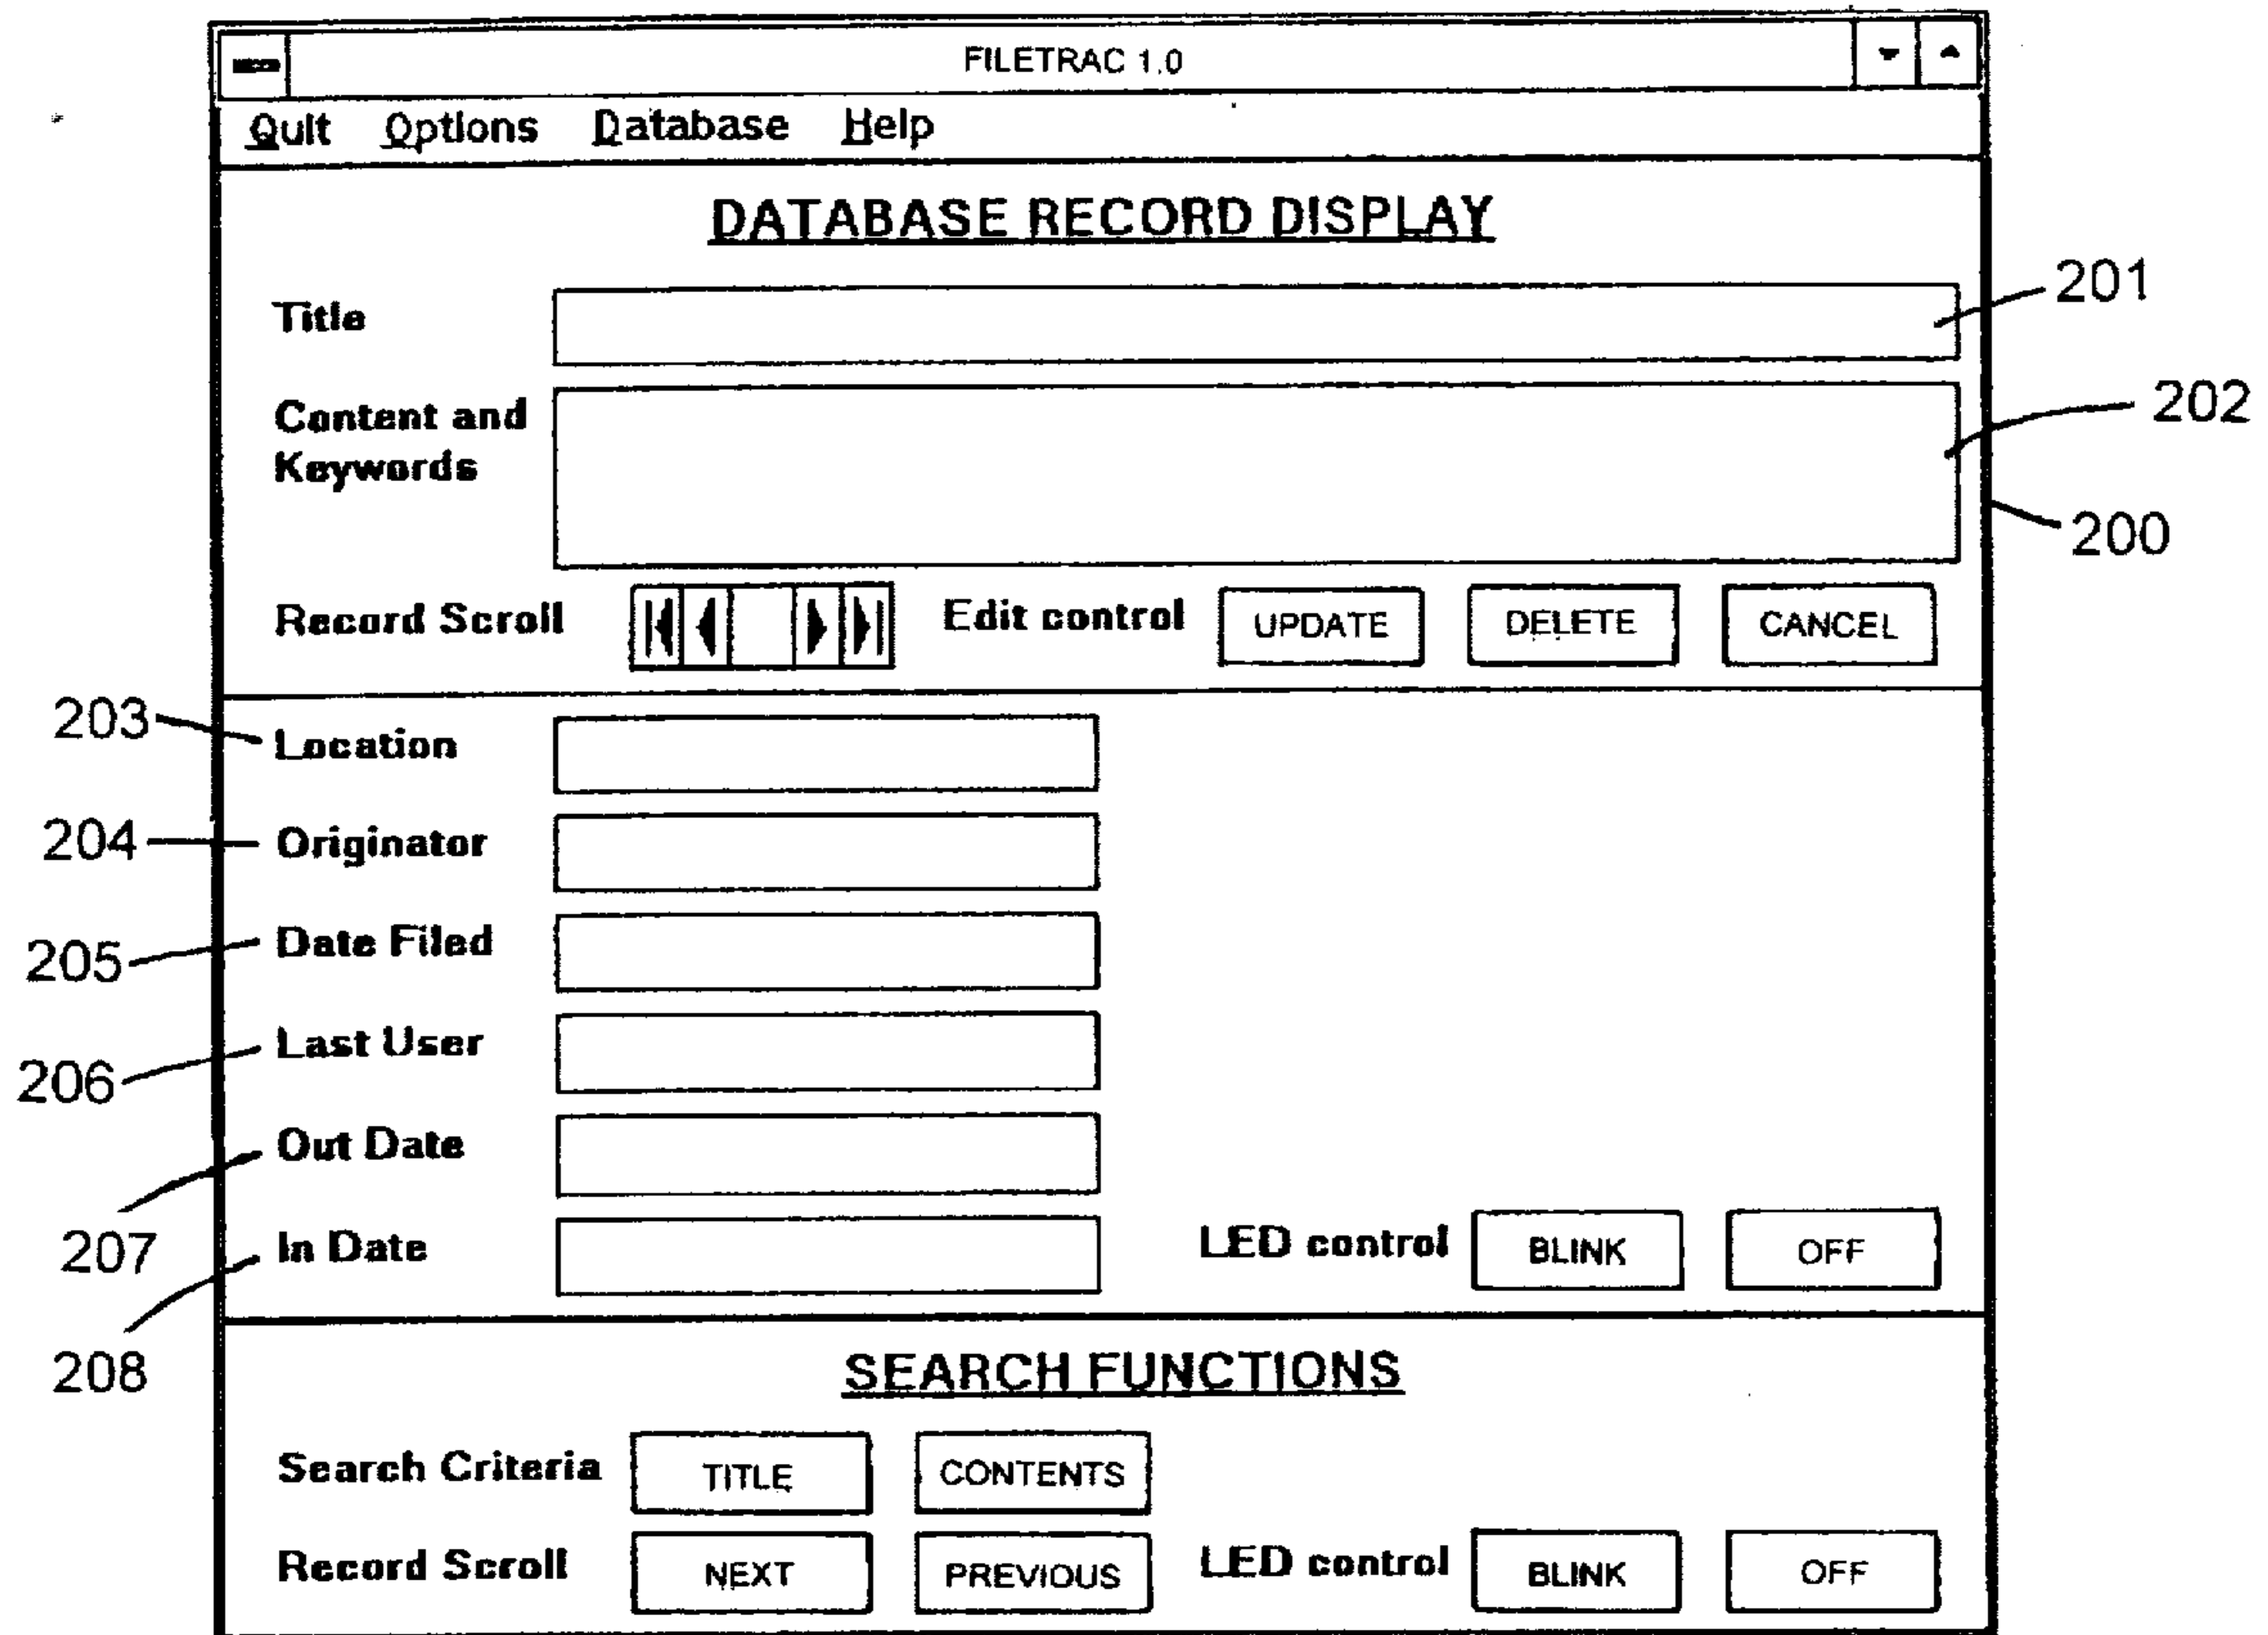 FILETRAC 1.0
Quit Options Database Help
DATABASE RECORD DISPLAY
Title
201
Content and
Keywords
202
200
Record Scroll Edit control UPDATE DELETE CANCEL
203 Location
204 Originator
205 Date Filed
206 Last User
207 Out Date
208 In Date LED control BLINK OFF
SEARCH FUNCTIONS
Search Criteria TITLE CONTENTS
Record Scroll NEXT PREVIOUS LED control BLINK OFF